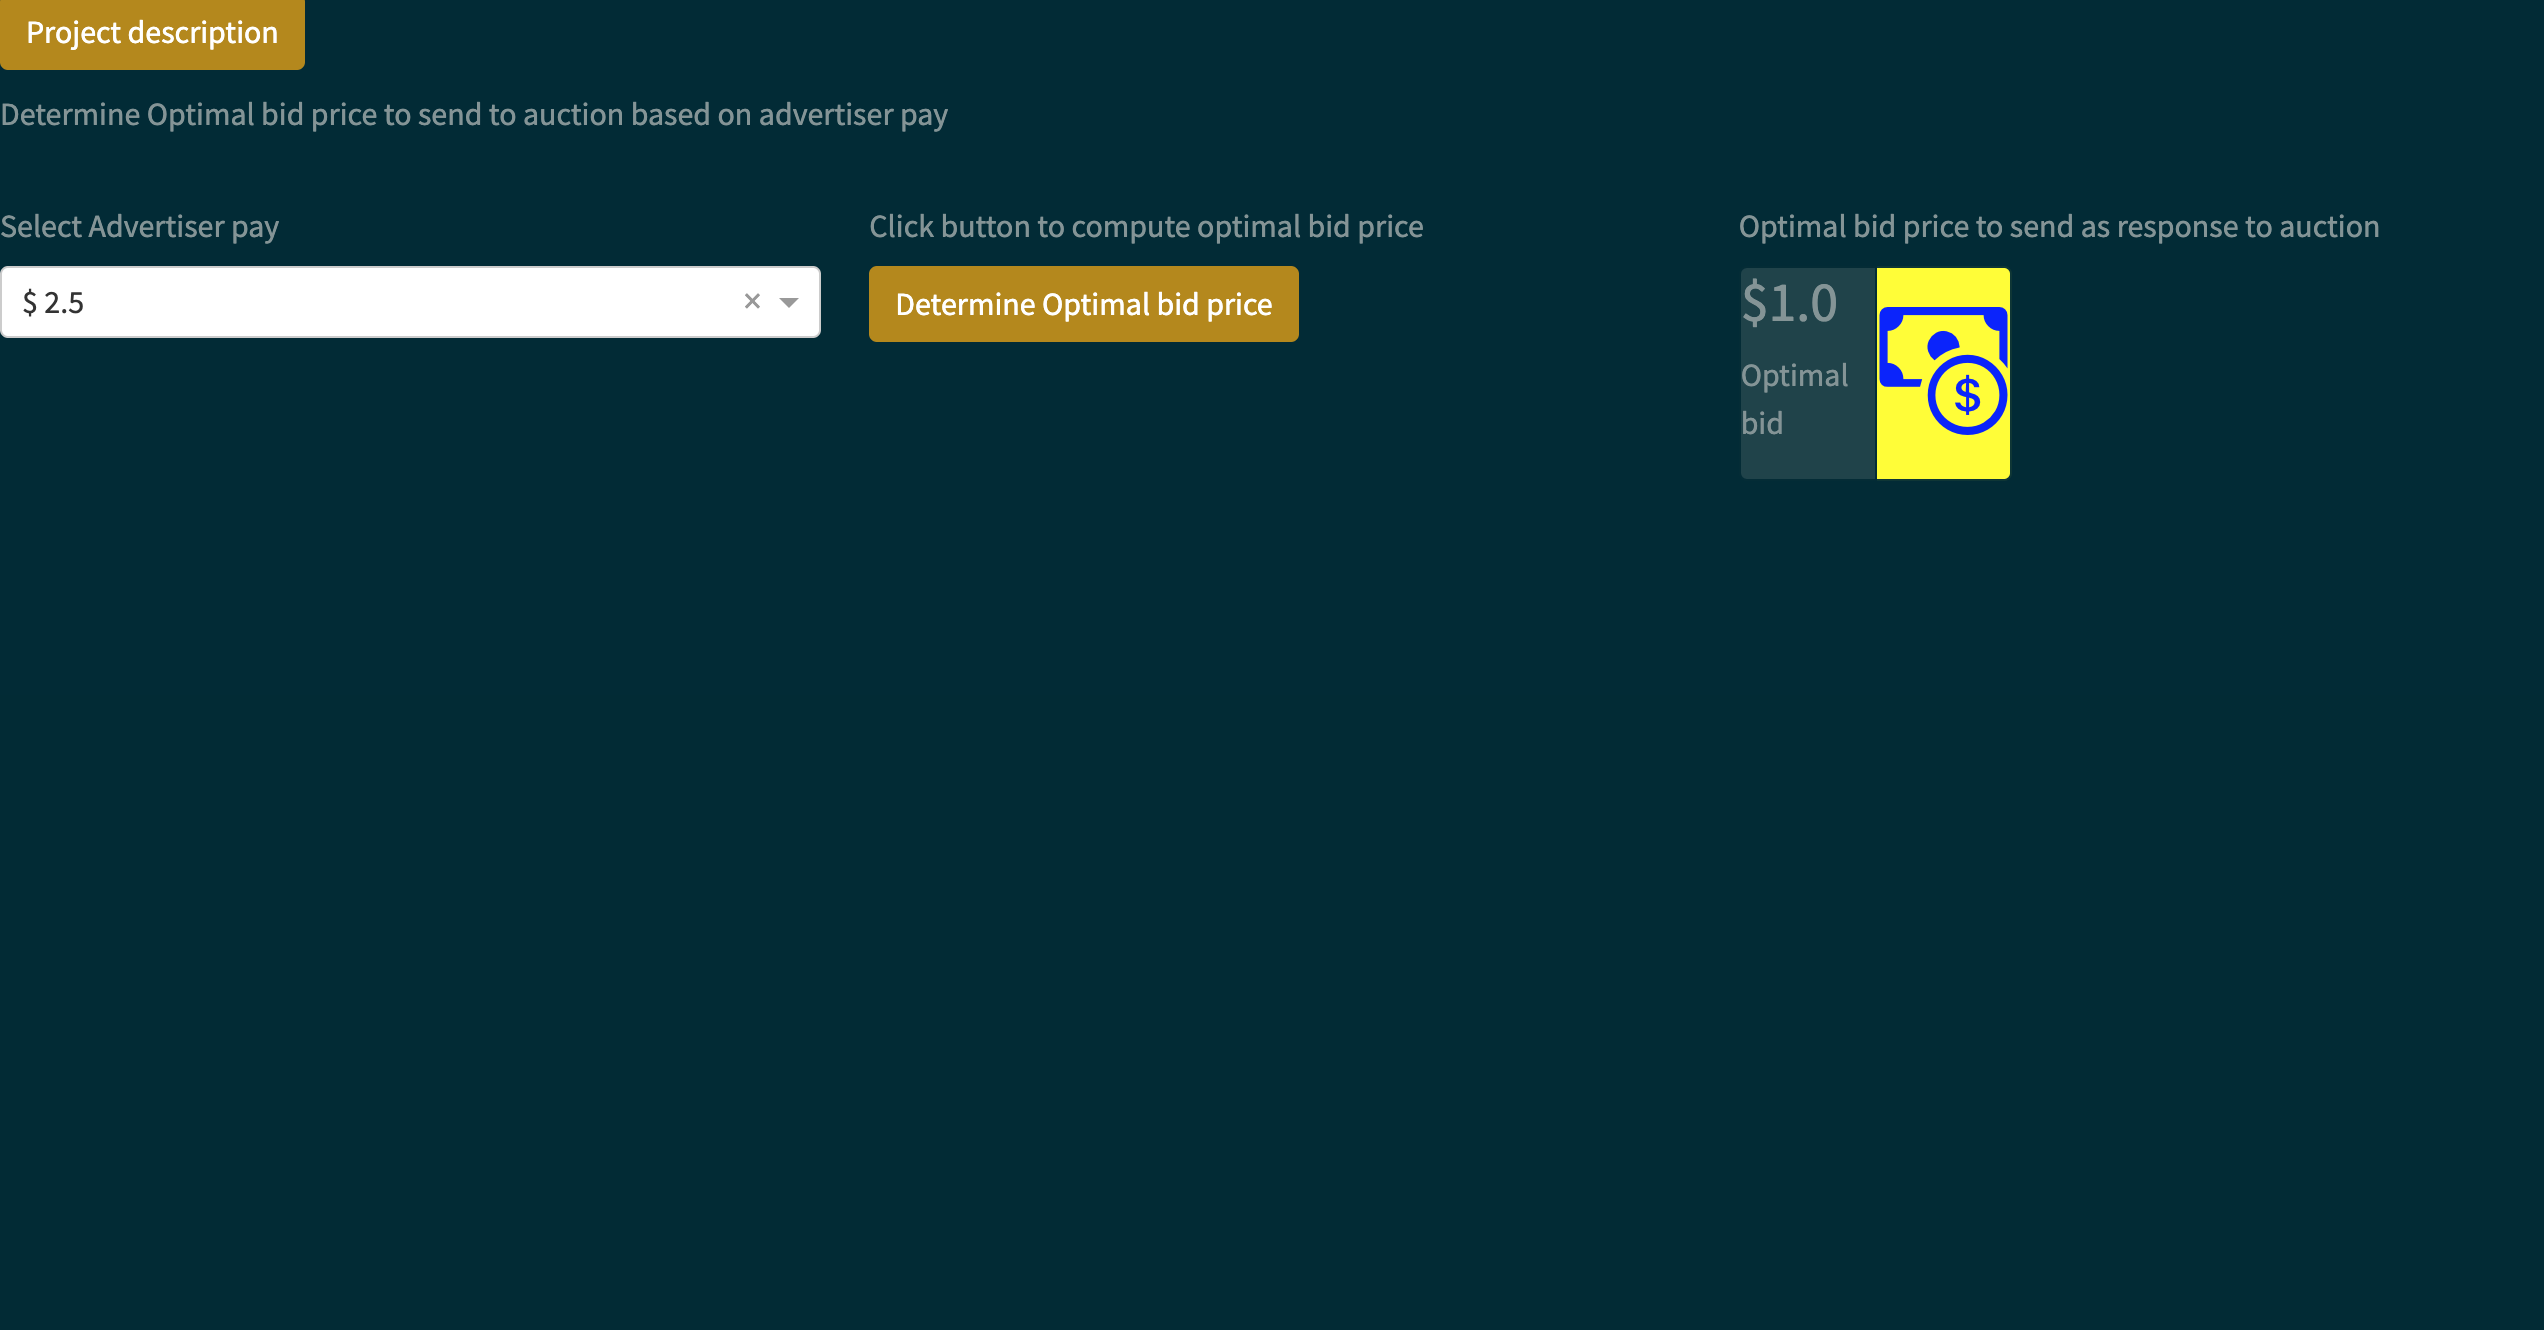 Project description
Determine Optimal bid price to send to auction based on advertiser pay
Select Advertiser pay
$ 2.5
Click button to compute optimal bid price
Determine Optimal bid price
Optimal bid price to send as response to auction
$1.0
Optimal
bid
$